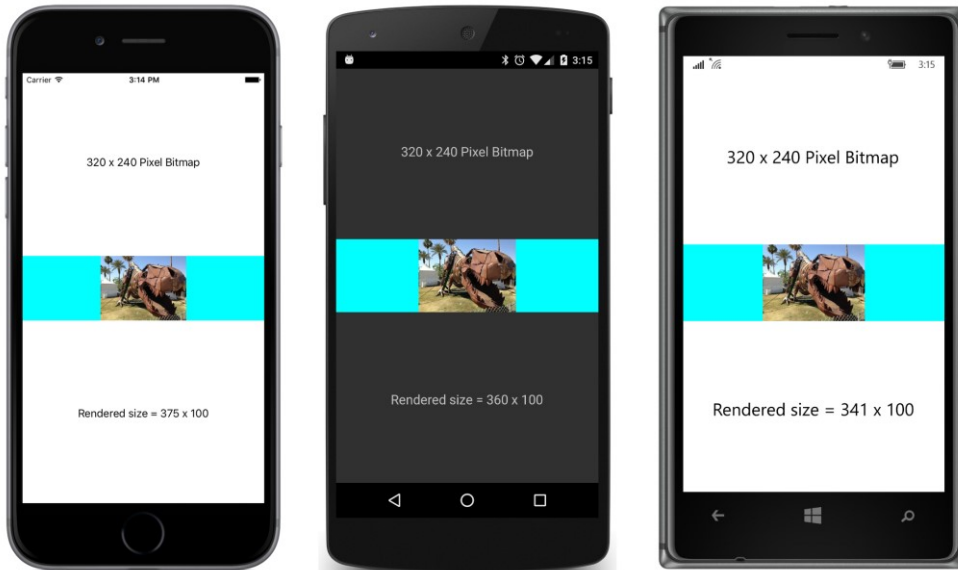 Carrier 3:14 PM
320 x 240 Pixel Bitmap
Rendered size = 375 x 100
3:15
320 x 240 Pixel Bitmap
Rendered size = 360 x 100
3:15
320 x 240 Pixel Bitmap
Rendered size = 341 x 100